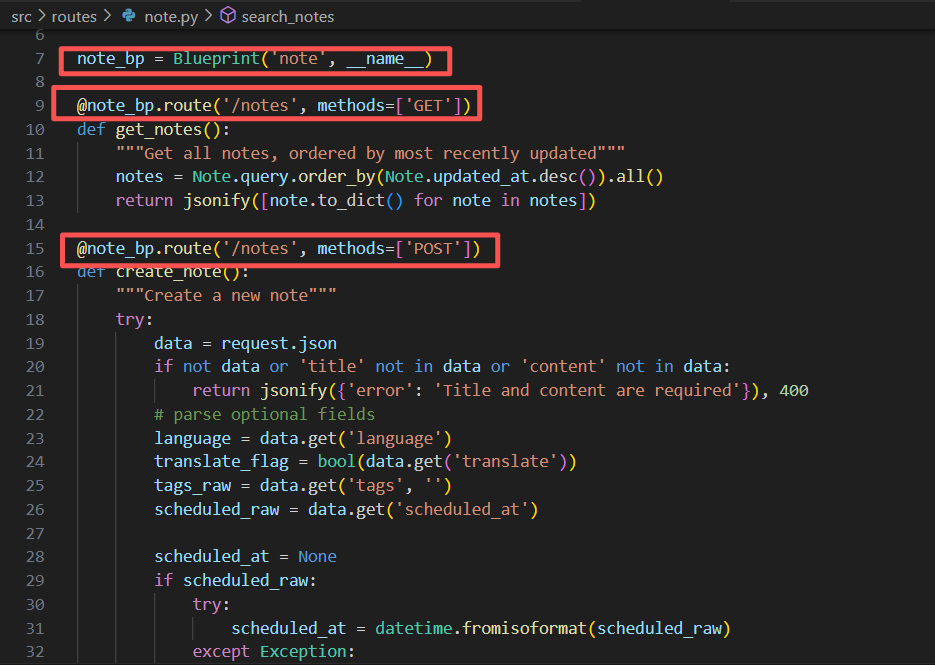 src > routes > note.py > search_notes
6
7 note_bp = Blueprint('note', __name__)
8
9 @note_bp.route('/notes', methods=['GET'])
10 def get_notes():
11     """Get all notes, ordered by most recently updated"""
12     notes = Note.query.order_by(Note.updated_at.desc()).all()
13     return jsonify([note.to_dict() for note in notes])
14
15 @note_bp.route('/notes', methods=['POST'])
16 def create_note():
17     """Create a new note"""
18     try:
19         data = request.json
20         if not data or 'title' not in data or 'content' not in data:
21             return jsonify({'error': 'Title and content are required'}), 400
22         # parse optional fields
23         language = data.get('language')
24         translate_flag = bool(data.get('translate'))
25         tags_raw = data.get('tags', '')
26         scheduled_raw = data.get('scheduled_at')
27
28         scheduled_at = None
29         if scheduled_raw:
30             try:
31                 scheduled_at = datetime.fromisoformat(scheduled_raw)
32             except Exception: